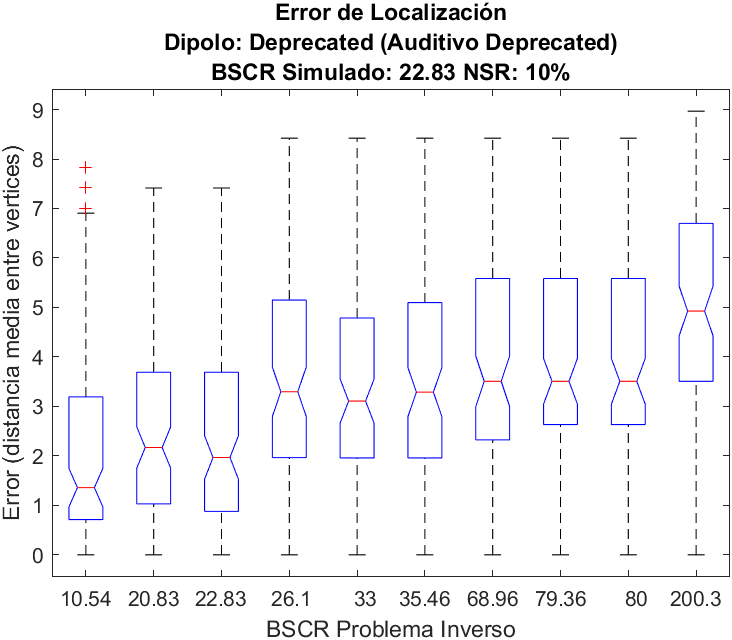 Error de Localización
Dipolo: Deprecated (Auditivo Deprecated)
BSCR Simulado: 22.83 NSR: 10%
Error (distancia media entre vertices)
9
8
7
6
5
4
3
2
1
0
10.54 20.83 22.83 26.1 33 35.46 68.96 79.36 80 200.3
BSCR Problema Inverso